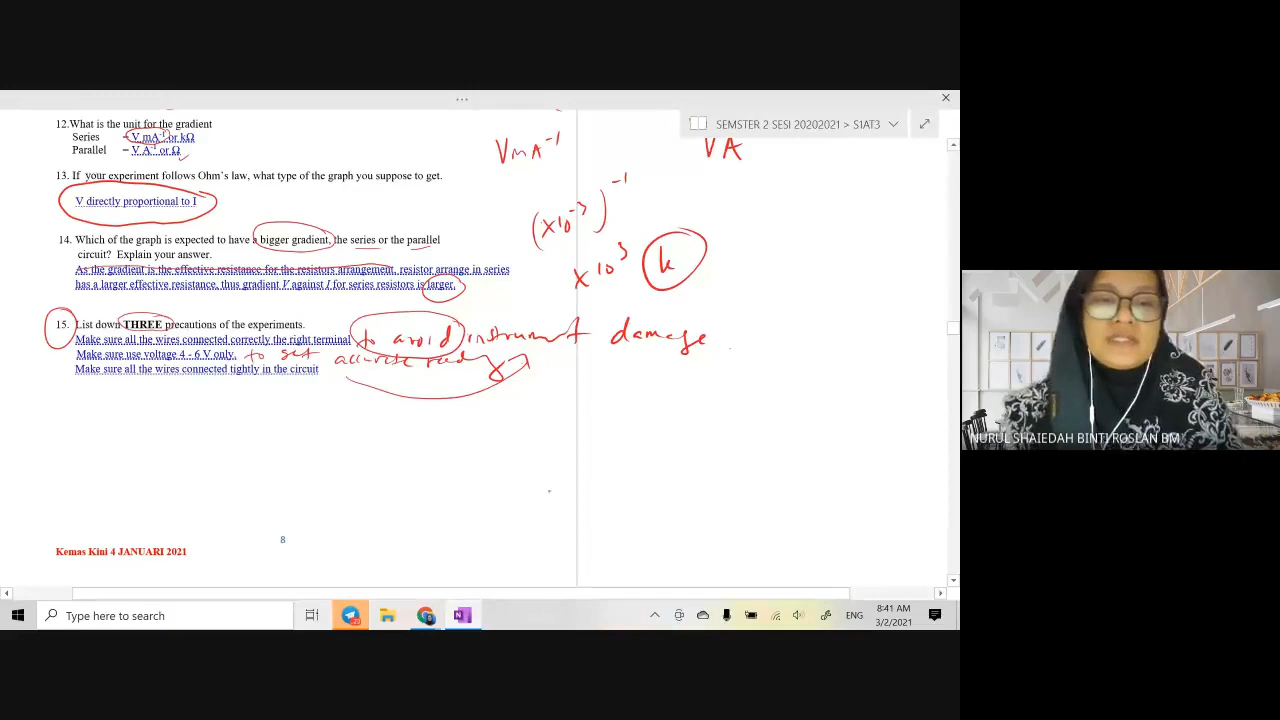 SEMSTER 2 SESI 20202021 > S1AT3
12.What is the unit for the gradient
Series – V mA-1 or kΩ
Parallel – V A-1 or Ω
VmA-1
VA
13. If your experiment follows Ohm's law, what type of the graph you suppose to get.
V directly proportional to I
(x10-3)-1
x103 k
14. Which of the graph is expected to have a bigger gradient, the series or the parallel
circuit? Explain your answer.
As the gradient is the effective resistance for the resistors arrangement, resistor arrange in series
has a larger effective resistance, thus gradient V against I for series resistors is larger.
15. List down THREE precautions of the experiments.
Make sure all the wires connected correctly the right terminal to avoid instrument damage
Make sure use voltage 4 - 6 V only, to accurate
Make sure all the wires connected tightly in the circuit
8
Kemas Kini 4 JANUARI 2021
NURUL SHAIEDAH BINTI ROSLAN BM
Type here to search
ENG
8:41 AM
3/2/2021